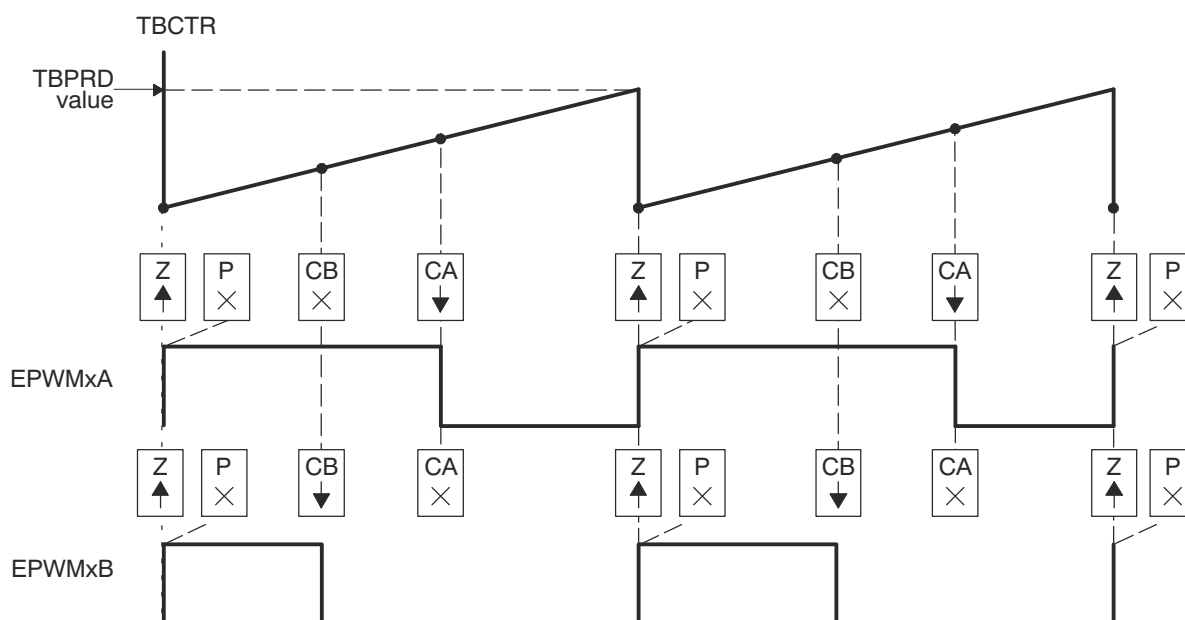 TBCTR
TBPRD
value
Z P CB CA Z P CB CA Z P
EPWMxA
Z P CB CA Z P CB CA Z P
EPWMxB